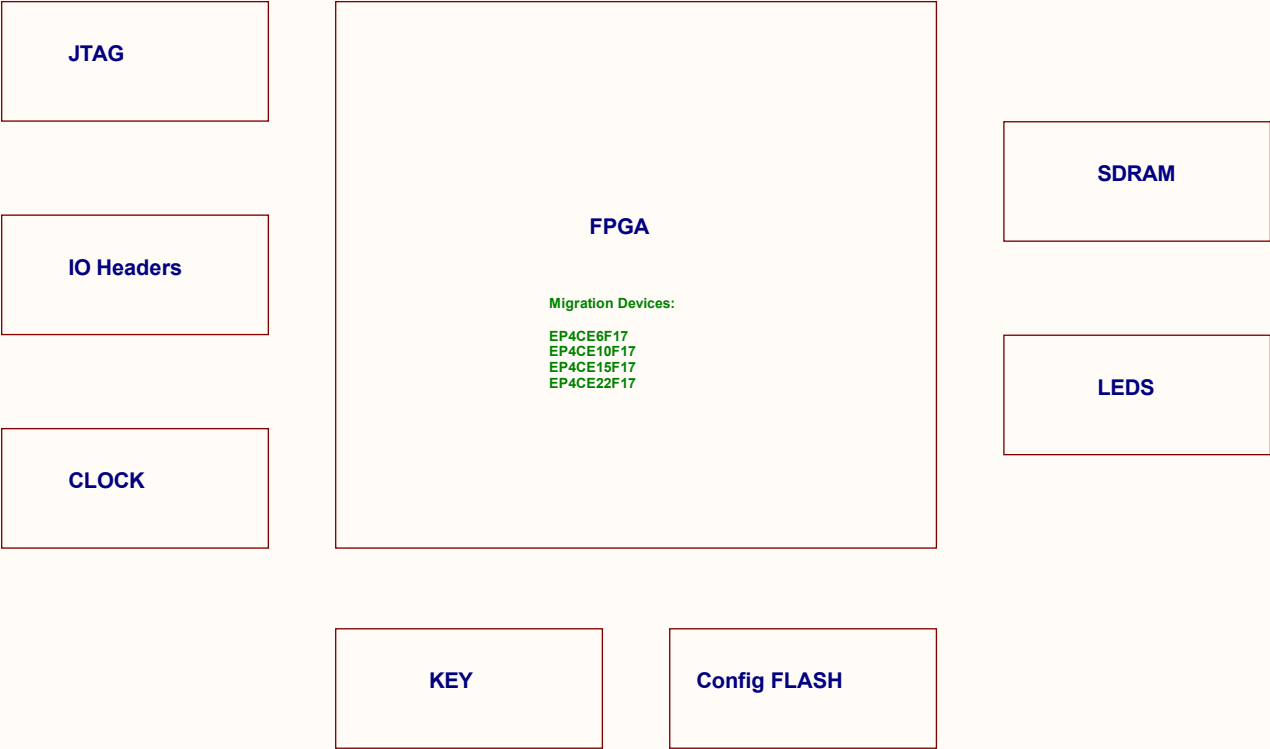 JTAG
SDRAM
FPGA
IO Headers
Migration Devices:
EP4CE6F17
EP4CE10F17
EP4CE15F17
EP4CE22F17
LEDS
CLOCK
KEY
Config FLASH